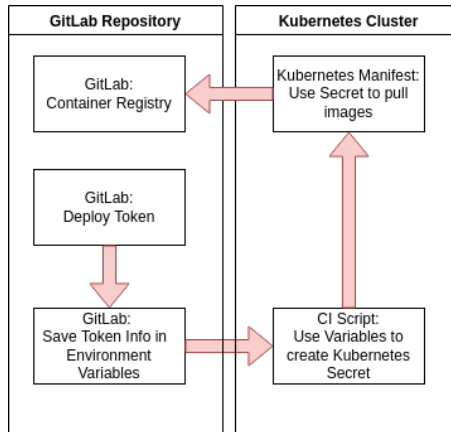 GitLab Repository
GitLab:
Container Registry
GitLab:
Deploy Token
GitLab:
Save Token Info in
Environment
Variables
Kubernetes Cluster
Kubernetes Manifest:
Use Secret to pull
images
CI Script:
Use Variables to
create Kubernetes
Secret